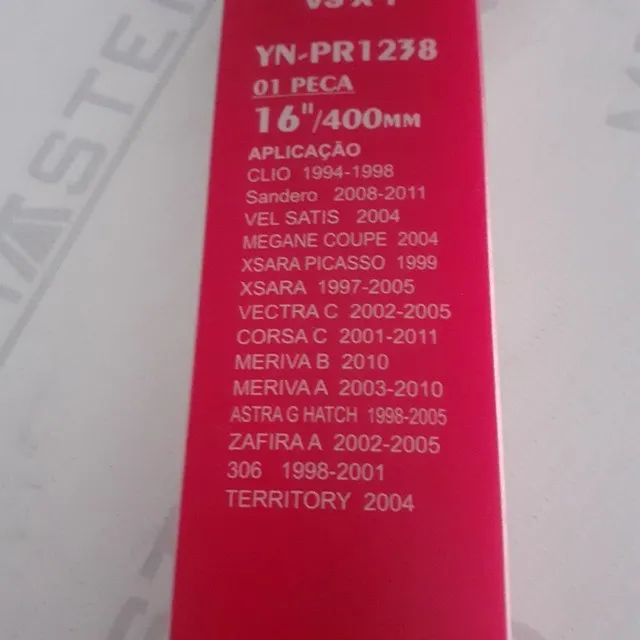 YN-PR1238
01 PEÇA
16"/400MM
APLICAÇÃO
CLIO 1994-1998
Sandero 2008-2011
VEL SATIS 2004
MEGANE COUPE 2004
XSARA PICASSO 1999
XSARA 1997-2005
VECTRA C 2002-2005
CORSA C 2001-2011
MERIVA B 2010
MERIVA A 2003-2010
ASTRA G HATCH 1998-2005
ZAFIRA A 2002-2005
306 1998-2001
TERRITORY 2004